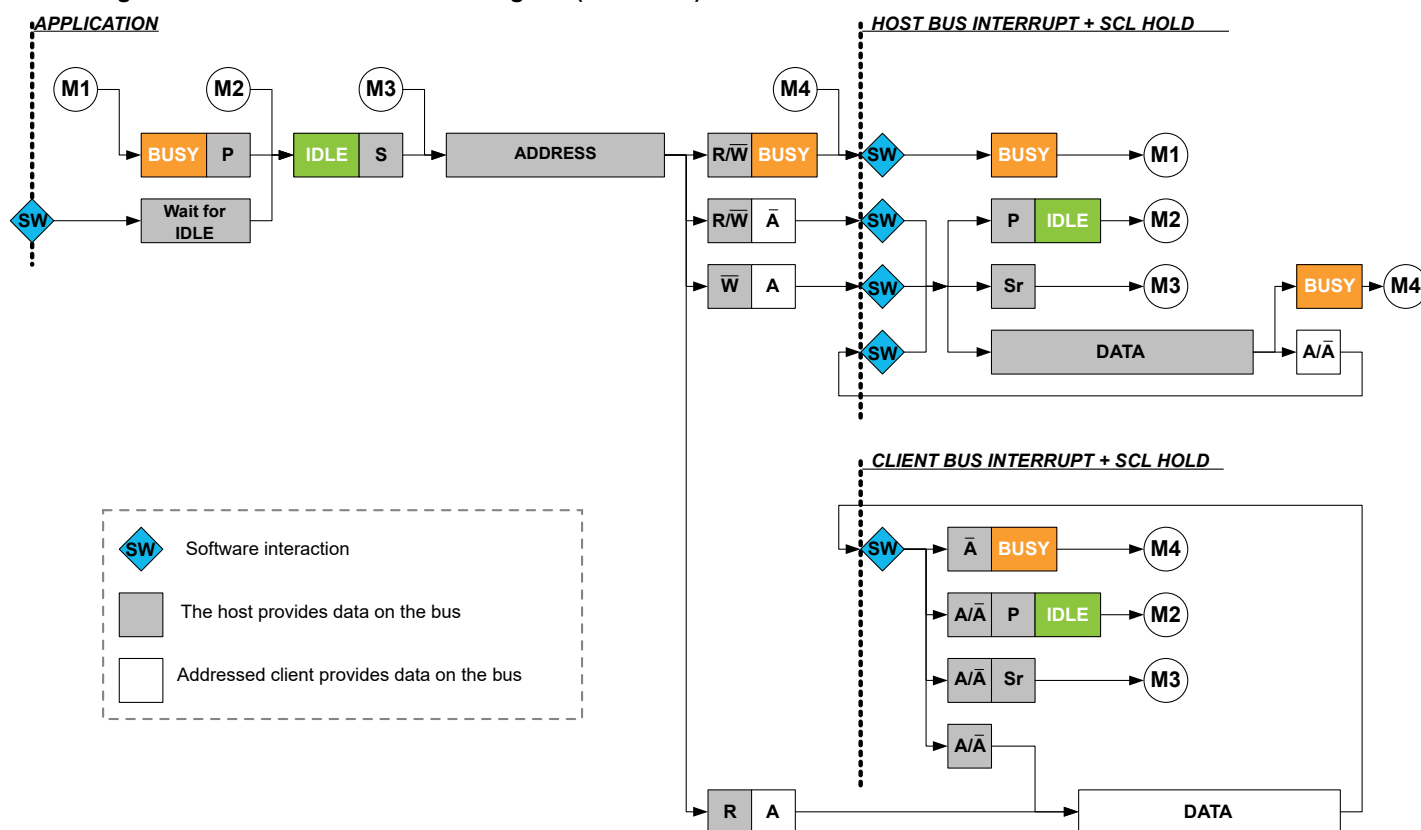 APPLICATION
HOST BUS INTERRUPT + SCL HOLD
M1
M2
M3
M4
BUSY P
IDLE S
ADDRESS
R/W̅ BUSY
SW
BUSY
M1
SW
Wait for
IDLE
R/W̅ A̅
SW
P IDLE
M2
W̅ A
SW
Sr
M3
BUSY
M4
SW
DATA
A/A̅
CLIENT BUS INTERRUPT + SCL HOLD
SW
A̅ BUSY
M4
A/A̅ P IDLE
M2
A/A̅ Sr
M3
A/A̅
R A
DATA
SW Software interaction
The host provides data on the bus
Addressed client provides data on the bus